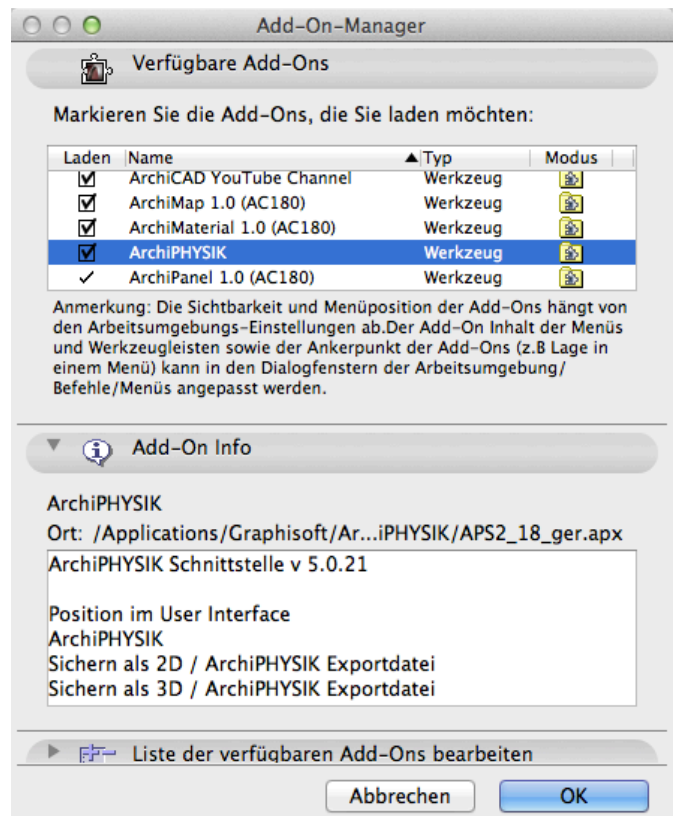 Add-On-Manager
Verfügbare Add-Ons
Markieren Sie die Add-Ons, die Sie laden möchten:
Laden Name Typ Modus
ArchiCAD YouTube Channel Werkzeug
ArchiMap 1.0 (AC180) Werkzeug
ArchiMaterial 1.0 (AC180) Werkzeug
ArchiPHYSIK Werkzeug
ArchiPanel 1.0 (AC180) Werkzeug
Anmerkung: Die Sichtbarkeit und Menüposition der Add-Ons hängt von
den Arbeitsumgebungs-Einstellungen ab.Der Add-On Inhalt der Menüs
und Werkzeugleisten sowie der Ankerpunkt der Add-Ons (z.B Lage in
einem Menü) kann in den Dialogfenstern der Arbeitsumgebung/
Befehle/Menüs angepasst werden.
Add-On Info
ArchiPHYSIK
Ort: /Applications/Graphisoft/Ar...iPHYSIK/APS2_18_ger.apx
ArchiPHYSIK Schnittstelle v 5.0.21
Position im User Interface
ArchiPHYSIK
Sichern als 2D / ArchiPHYSIK Exportdatei
Sichern als 3D / ArchiPHYSIK Exportdatei
Liste der verfügbaren Add-Ons bearbeiten
Abbrechen OK